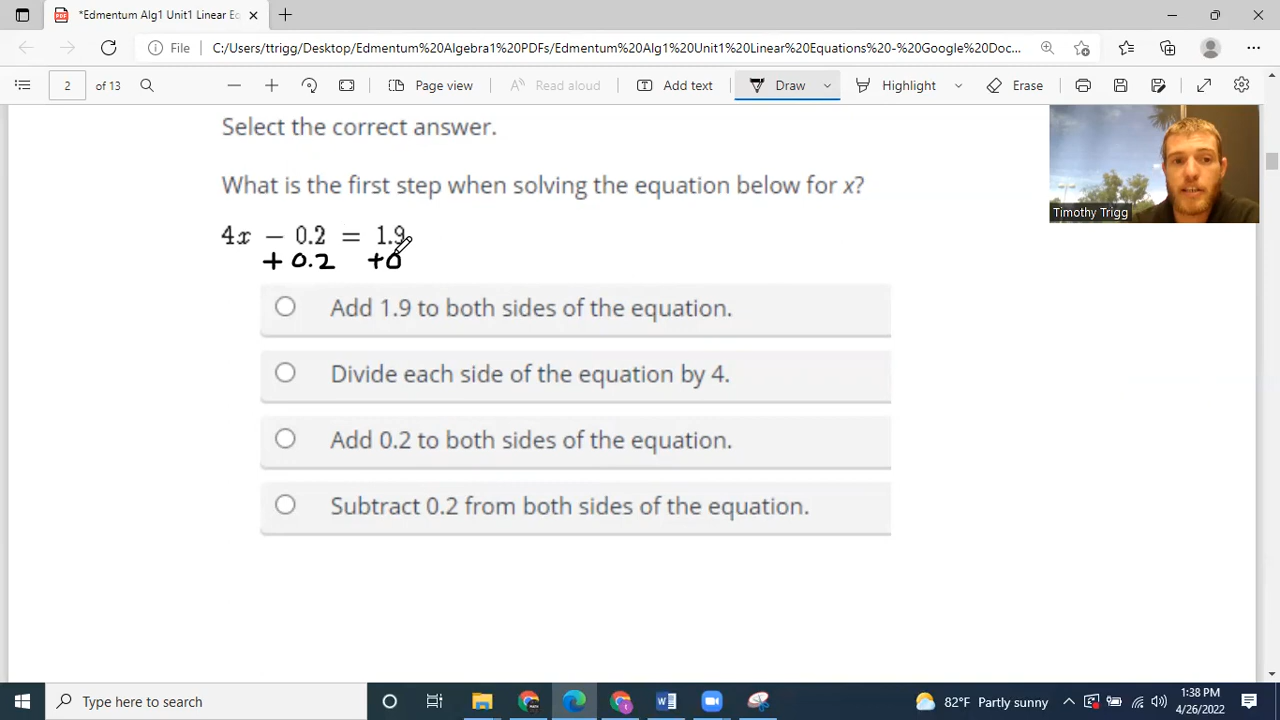 *Edmentum Alg1 Unit1 Linear Eq
File C:/Users/ttrigg/Desktop/Edmentum%20Algebra1%20PDFs/Edmentum%20Alg1%20Unit1%20Linear%20Equations%20-%20Google%20Doc...
2 of 13 Page view Read aloud Add text Draw Highlight Erase
Select the correct answer.
What is the first step when solving the equation below for x?
4x − 0.2 = 1.9
+ 0.2 +0
Add 1.9 to both sides of the equation.
Divide each side of the equation by 4.
Add 0.2 to both sides of the equation.
Subtract 0.2 from both sides of the equation.
Timothy Trigg
Type here to search
82°F Partly sunny
1:38 PM
4/26/2022